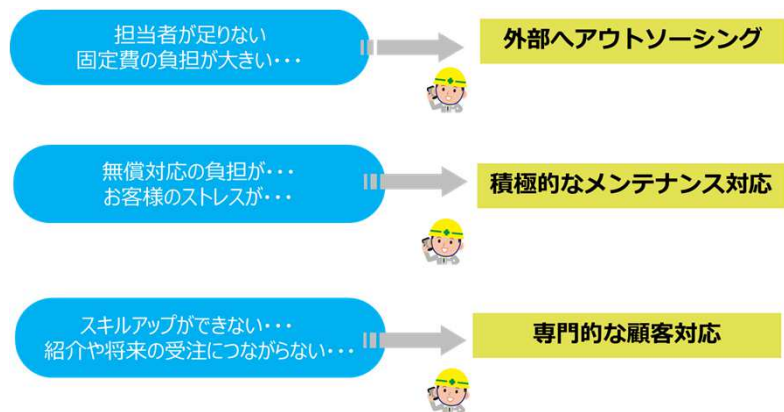 担当者が足りない
固定費の負担が大きい・・・
外部へアウトソーシング
無償対応の負担が・・・
お客様のストレスが・・・
積極的なメンテナンス対応
スキルアップができない・・・
紹介や将来の受注につながらない・・・
専門的な顧客対応